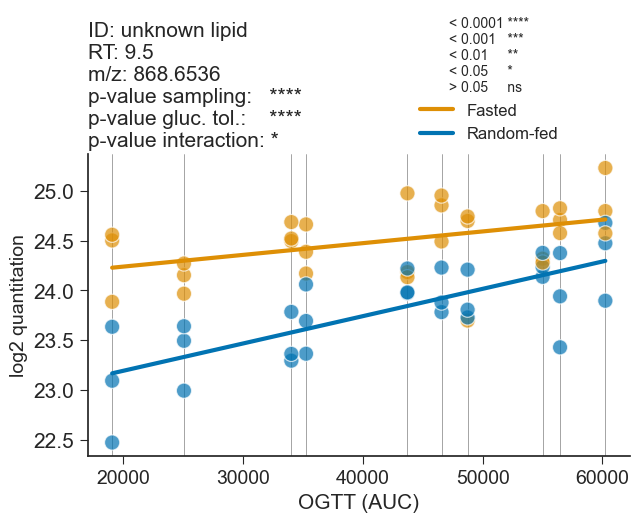 ID: unknown lipid
RT: 9.5
m/z: 868.6536
p-value sampling: ****
p-value gluc. tol.: ****
p-value interaction: *
< 0.0001 ****
< 0.001 ***
< 0.01 **
< 0.05 *
> 0.05 ns
Fasted
Random-fed
25.0
24.5
24.0
23.5
23.0
22.5
log2 quantitation
20000 30000 40000 50000 60000
OGTT (AUC)